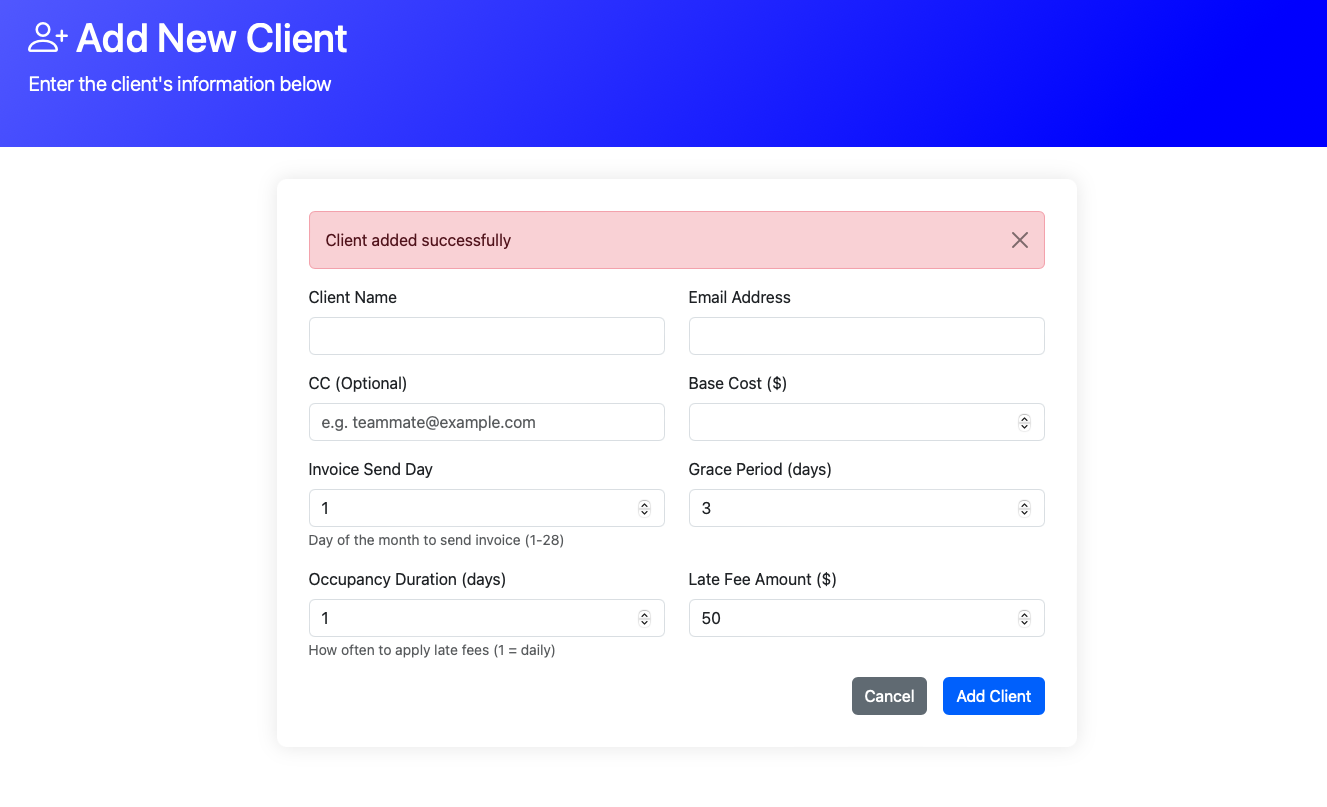 Add New Client
Enter the client's information below
Client added successfully
Client Name
Email Address
CC (Optional)
Base Cost ($)
e.g. teammate@example.com
Invoice Send Day
Grace Period (days)
1
3
Day of the month to send invoice (1-28)
Occupancy Duration (days)
Late Fee Amount ($)
1
50
How often to apply late fees (1 = daily)
Cancel
Add Client